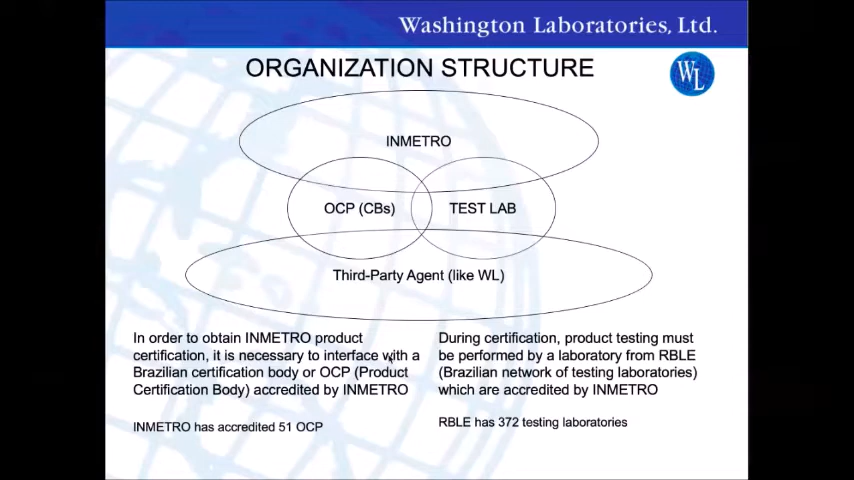 Washington Laboratories, Ltd.
ORGANIZATION STRUCTURE
WL
INMETRO
OCP (CBs)
TEST LAB
Third-Party Agent (like WL)
In order to obtain INMETRO product
certification, it is necessary to interface with a
Brazilian certification body or OCP (Product
Certification Body) accredited by INMETRO
INMETRO has accredited 51 OCP
During certification, product testing must
be performed by a laboratory from RBLE
(Brazilian network of testing laboratories)
which are accredited by INMETRO
RBLE has 372 testing laboratories